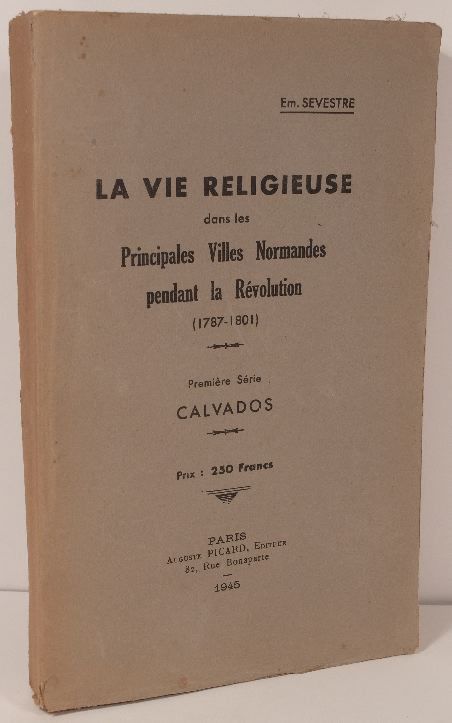 Em. SEVESTRE
LA VIE RELIGIEUSE
dans les
Principales Villes Normandes
pendant la Révolution
(1787-1801)
Première Série
CALVADOS
Prix : 250 Francs
PARIS
Auguste PICARD, Editeur
82, Rue Bonaparte
1945